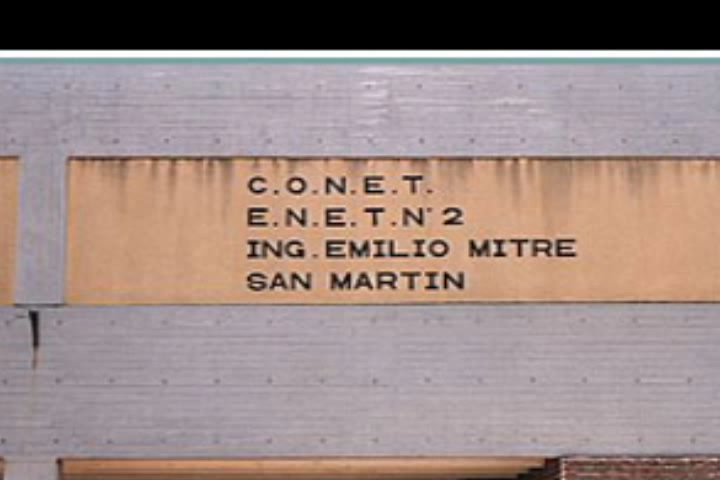 C.O.N.E.T.
E.N.E.T.N° 2
ING.EMILIO MITRE
SAN MARTIN